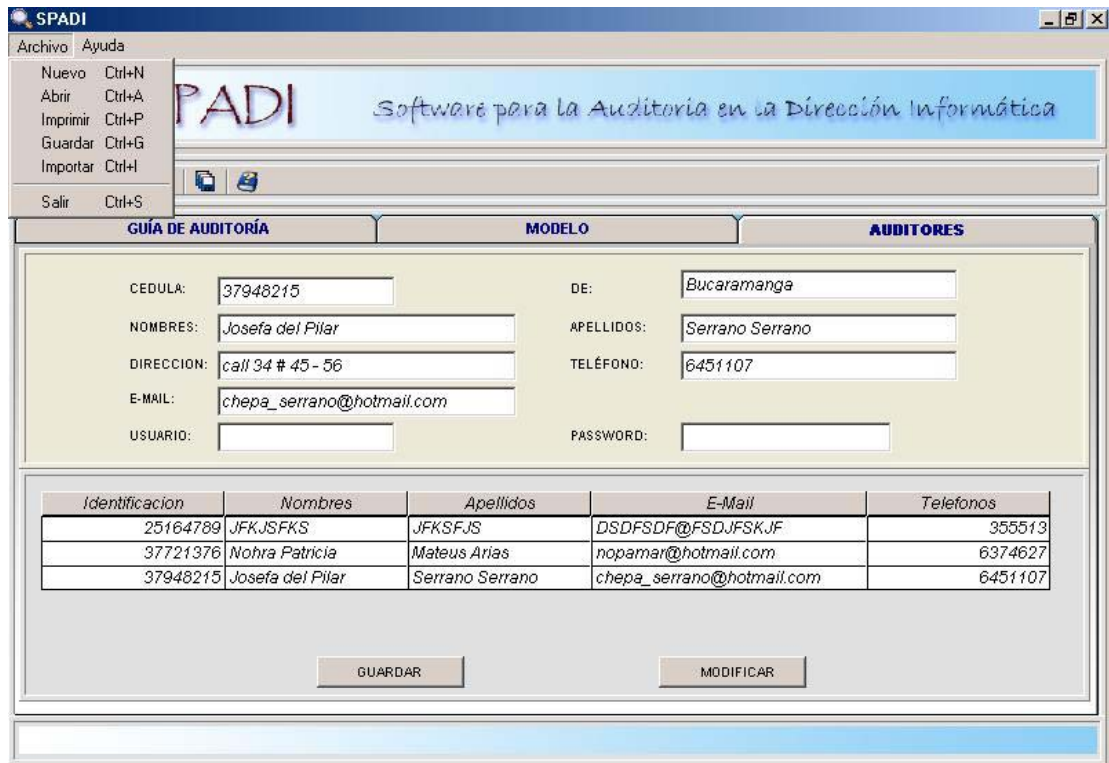 SPADI
Archivo Ayuda
Nuevo Ctrl+N
Abrir Ctrl+A
Imprimir Ctrl+P
Guardar Ctrl+G
Importar Ctrl+I
Salir Ctrl+S
PADI Software para la Auditoria en la Dirección Informática
GUÍA DE AUDITORÍA MODELO AUDITORES
CEDULA: 37948215 DE: Bucaramanga
NOMBRES: Josefa del Pilar APELLIDOS: Serrano Serrano
DIRECCION: call 34 # 45 - 56 TELÉFONO: 6451107
E-MAIL: chepa_serrano@hotmail.com
USUARIO: PASSWORD:
Identificacion Nombres Apellidos E-Mail Telefonos
25164789 JFKJSFKS JFKSFJS DSDFSDF@FSDJFSKJF 355513
37721376 Nohra Patricia Mateus Arias nopamar@hotmail.com 6374627
37948215 Josefa del Pilar Serrano Serrano chepa_serrano@hotmail.com 6451107
GUARDAR MODIFICAR